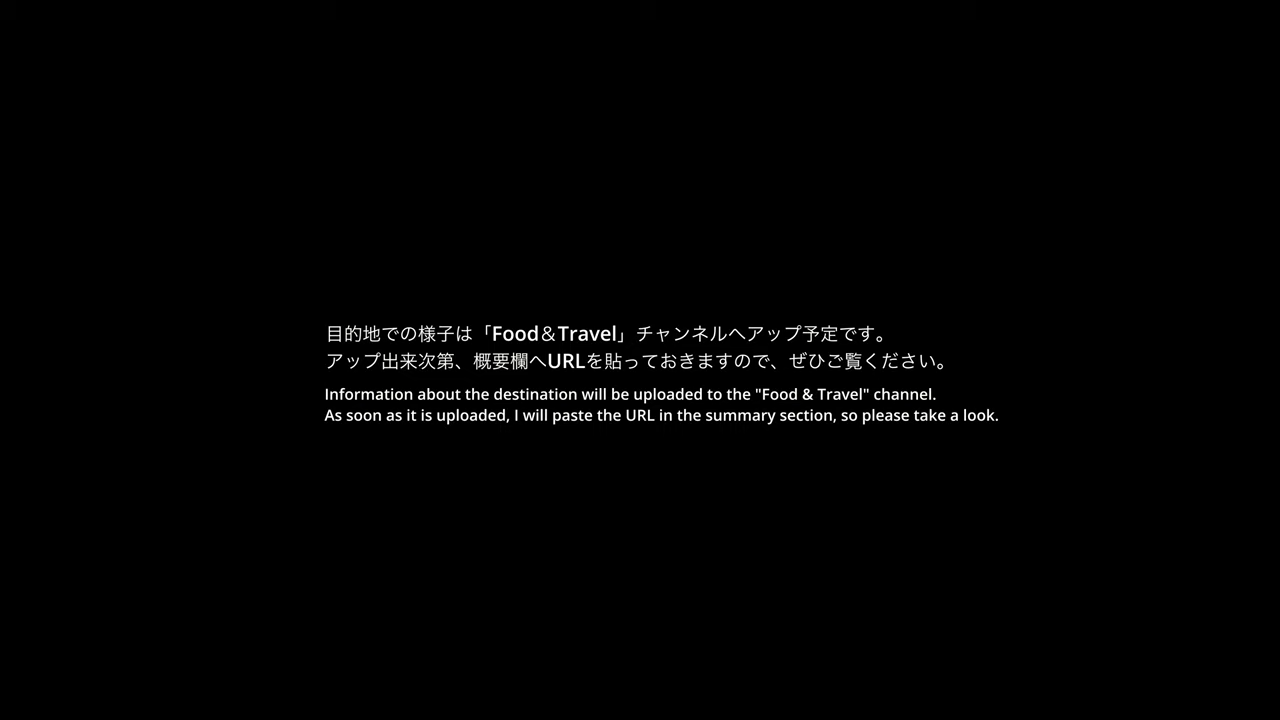 目的地での様子は「Food＆Travel」チャンネルへアップ予定です。
アップ出来次第、概要欄へURLを貼っておきますので、ぜひご覧ください。
Information about the destination will be uploaded to the "Food & Travel" channel.
As soon as it is uploaded, I will paste the URL in the summary section, so please take a look.